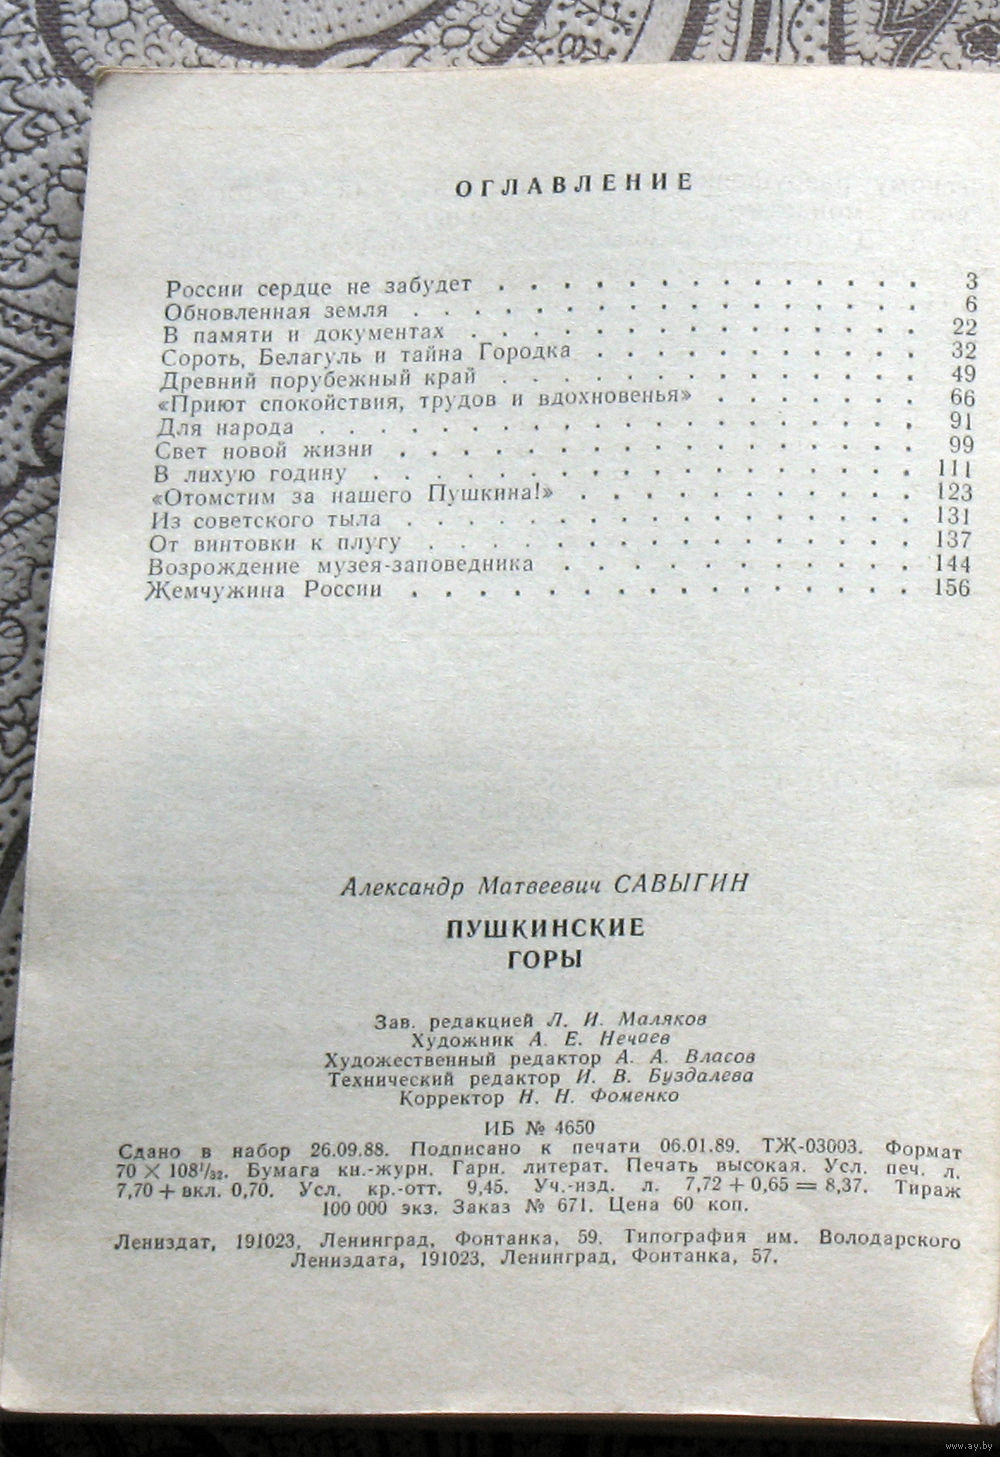 ОГЛАВЛЕНИЕ
России сердце не забудет . . . . . . . . . . . . . . 3
Обновленная земля . . . . . . . . . . . . . . . . 6
В памяти и документах . . . . . . . . . . . . . . 22
Сороть, Белагуль и тайна Городка . . . . . . . . . . 32
Древний порубежный край . . . . . . . . . . . . . 49
«Приют спокойствия, трудов и вдохновенья» . . . . . . . 66
Для народа . . . . . . . . . . . . . . . . . . . 91
Свет новой жизни . . . . . . . . . . . . . . . . 99
В лихую годину . . . . . . . . . . . . . . . . . 111
«Отомстим за нашего Пушкина!» . . . . . . . . . . . 123
Из советского тыла . . . . . . . . . . . . . . . . 131
От винтовки к плугу . . . . . . . . . . . . . . . 137
Возрождение музея-заповедника . . . . . . . . . . . 144
Жемчужина России . . . . . . . . . . . . . . . . 156
Александр Матвеевич САВЫГИН
ПУШКИНСКИЕ
ГОРЫ
Зав. редакцией Л. И. Маляков
Художник А. Е. Нечаев
Художественный редактор А. А. Власов
Технический редактор И. В. Буздалева
Корректор Н. Н. Фоменко
ИБ № 4650
Сдано в набор 26.09.88. Подписано к печати 06.01.89. ТЖ-03003. Формат
70 × 108¹/₃₂. Бумага кн.-журн. Гарн. литерат. Печать высокая. Усл. печ. л.
7,70 + вкл. 0,70. Усл. кр.-отт. 9,45. Уч.-изд. л. 7,72 + 0,65 = 8,37. Тираж
100 000 экз. Заказ № 671. Цена 60 коп.
Лениздат, 191023, Ленинград, Фонтанка, 59. Типография им. Володарского
Лениздата, 191023, Ленинград, Фонтанка, 57.
www.ay.by